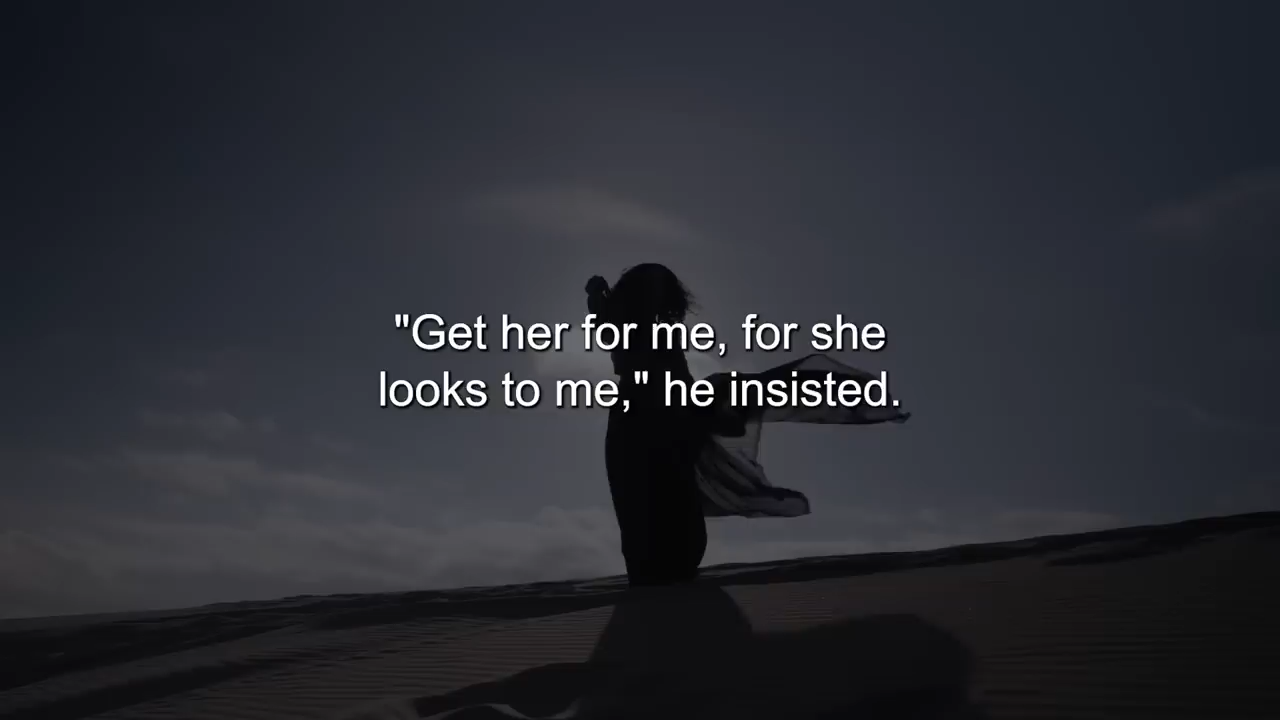 "Get her for me, for she
looks to me," he insisted.